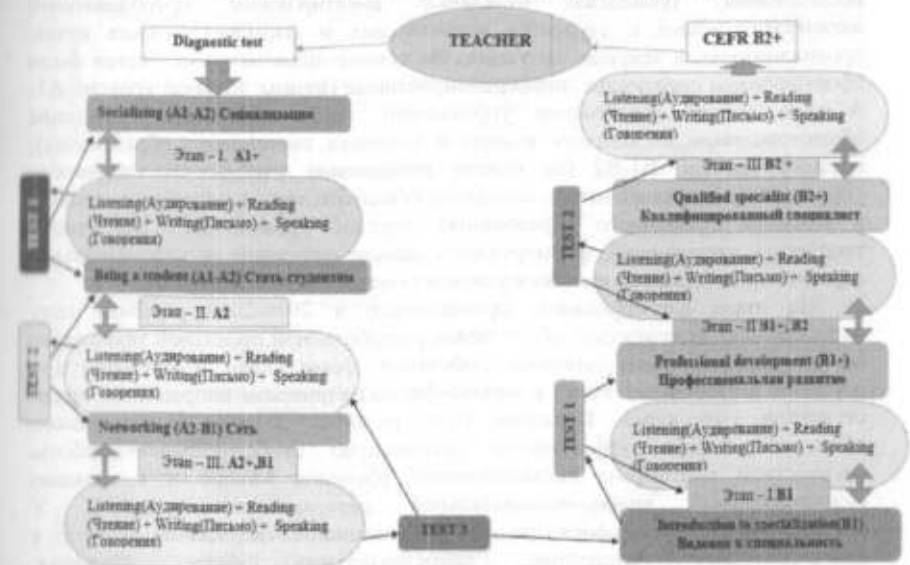 Diagnostic test
TEACHER
CEFR B2+
Socializing (A1-A2) Социализация
Этап – I. A1+
Listening(Аудирование) + Reading
(Чтение) + Writing(Письмо) + Speaking
(Говорения)
TEST
Being a student (A1-A2) Стать студентом
Этап – II. A2
Listening(Аудирование) + Reading
(Чтение) + Writing(Письмо) + Speaking
(Говорения)
TEST 2
Networking (A2-B1) Сеть
Этап – III. A2+,B1
Listening(Аудирование) + Reading
(Чтение) + Writing(Письмо) + Speaking
(Говорения)
TEST 3
Listening(Аудирование) + Reading
(Чтение) + Writing(Письмо) + Speaking
(Говорения)
Этап – III B2 +
Qualified specialist (B2+)
Квалифицированный специалист
TEST 2
Listening(Аудирование) + Reading
(Чтение) + Writing(Письмо) + Speaking
(Говорения)
Этап – II B1+, B2
Professional development (B1+)
Профессиональная развитие
TEST 1
Listening(Аудирование) + Reading
(Чтение) + Writing(Письмо) + Speaking
(Говорения)
Этап – I B1
Introduction to specialization(B1)
Видение в специальность